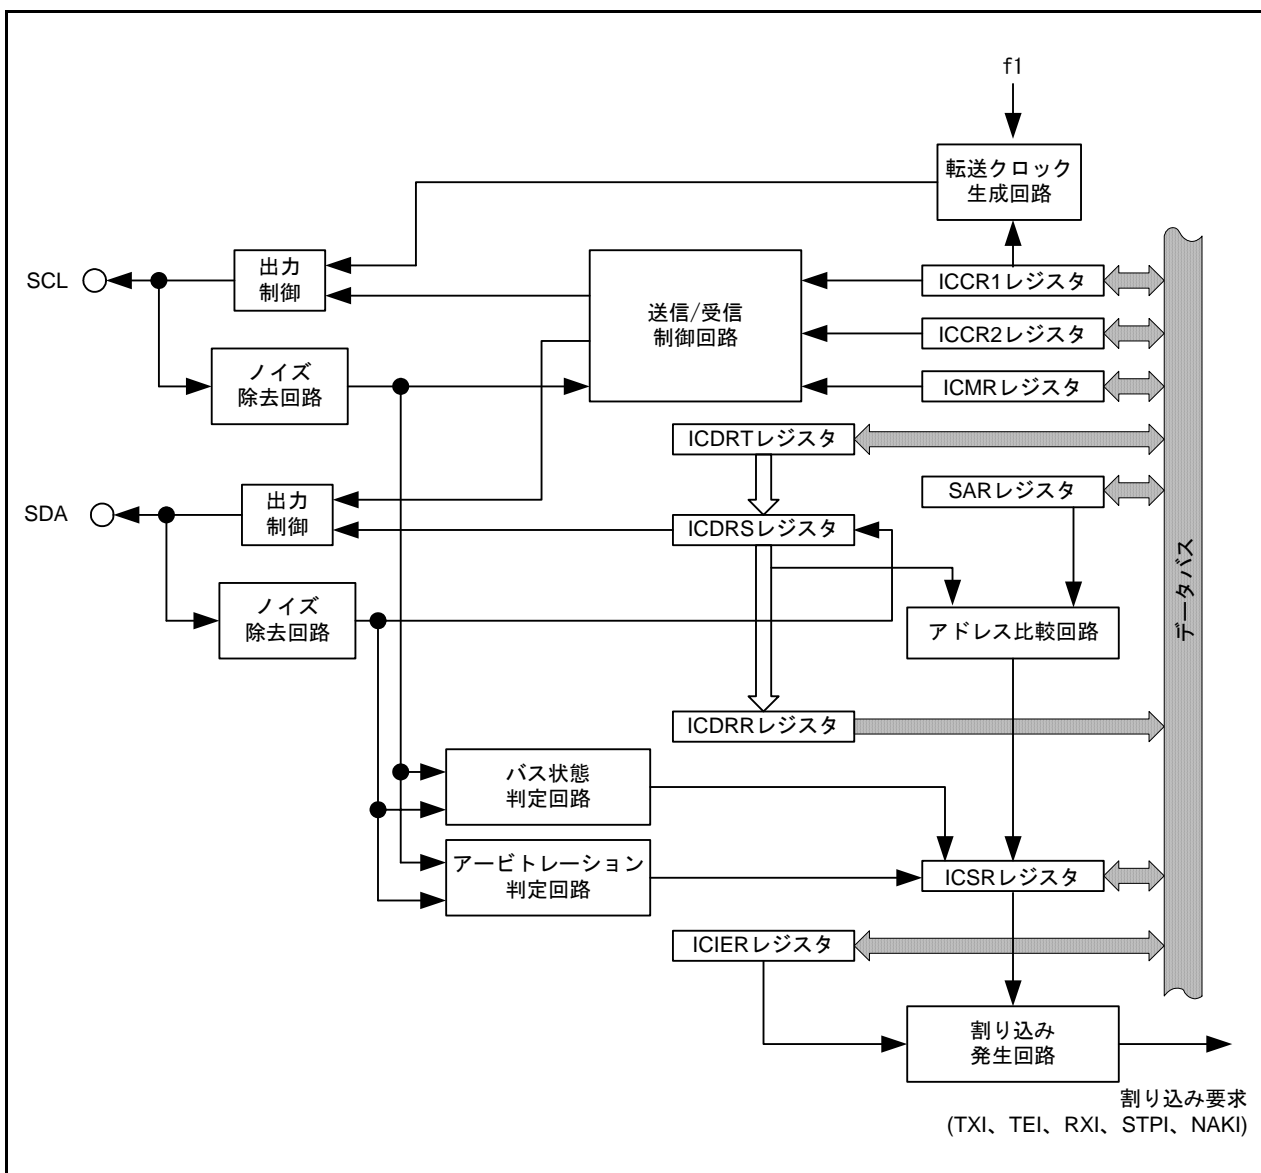 f1
転送クロック
生成回路
SCL
出力
制御
送信/受信
制御回路
ICCR1レジスタ
ICCR2レジスタ
ICMRレジスタ
ノイズ
除去回路
ICDRTレジスタ
SARレジスタ
SDA
出力
制御
ICDRSレジスタ
データバス
ノイズ
除去回路
アドレス比較回路
ICDRRレジスタ
バス状態
判定回路
アービトレーション
判定回路
ICSRレジスタ
ICIERレジスタ
割り込み
発生回路
割り込み要求
(TXI、TEI、RXI、STPI、NAKI)